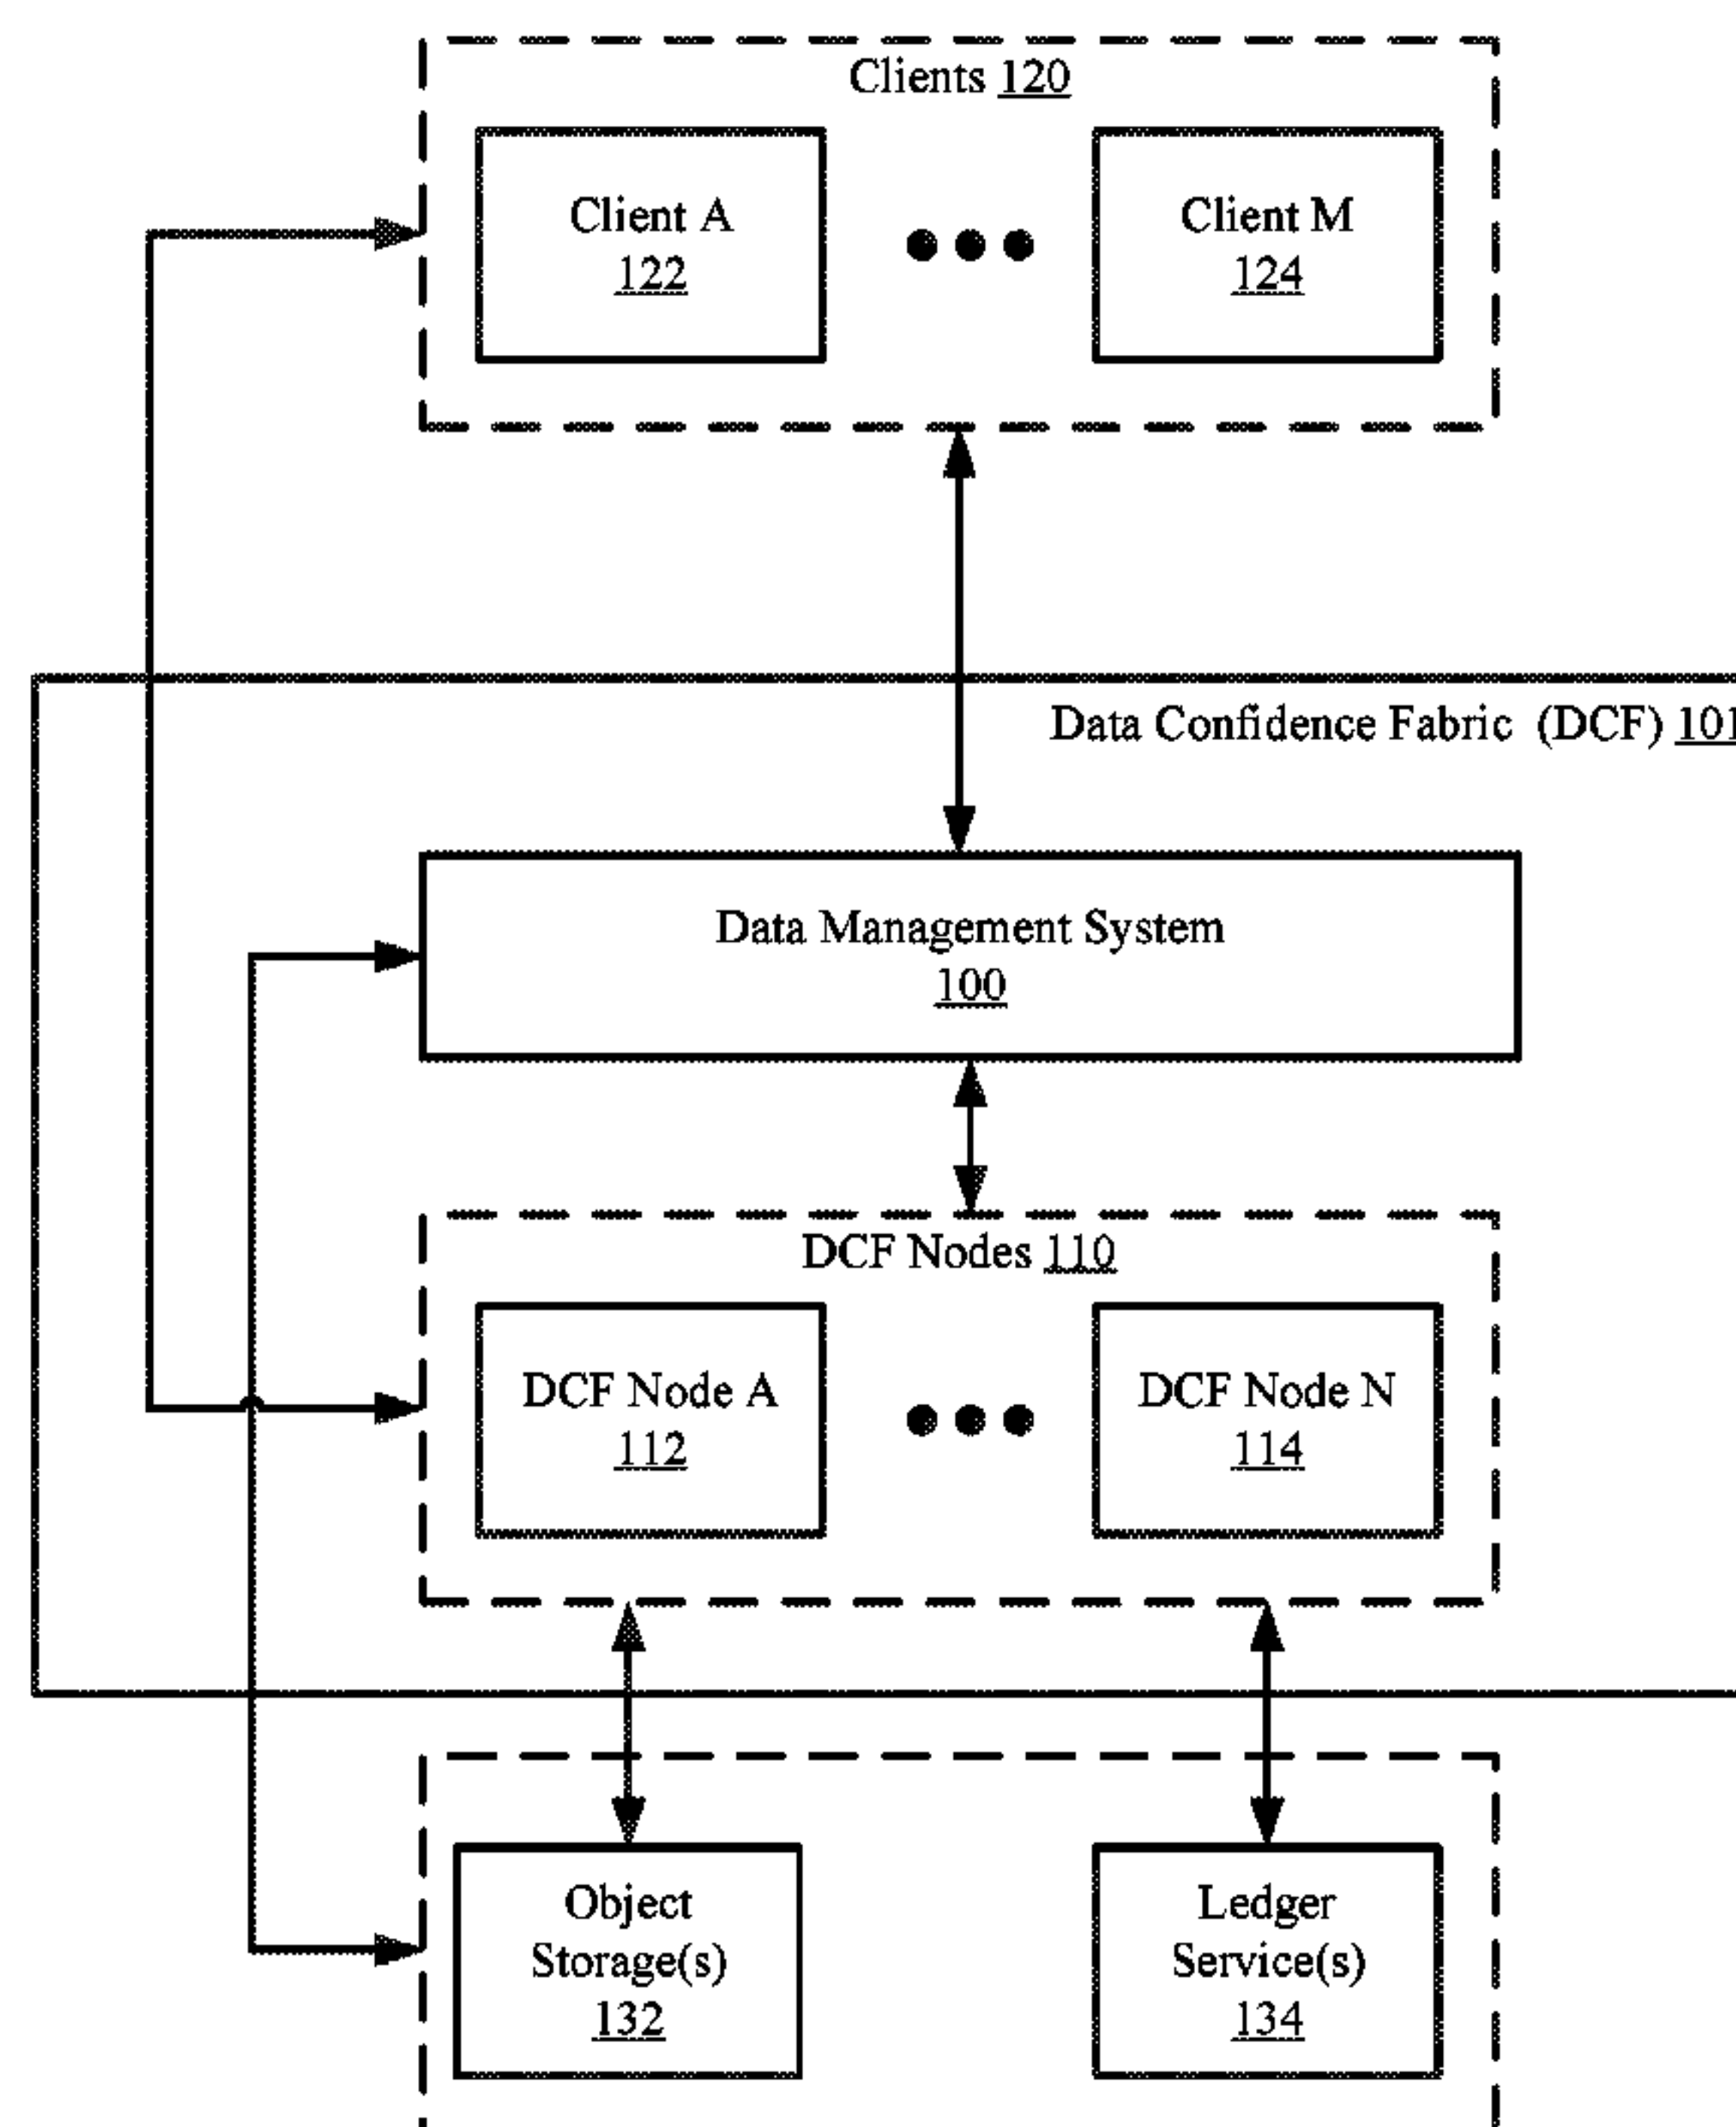 Clients 120
Client A
122
Client M
124
Data Confidence Fabric (DCF) 101
Data Management System
100
DCF Nodes 110
DCF Node A
112
DCF Node N
114
Object
Storage(s)
132
Ledger
Service(s)
134